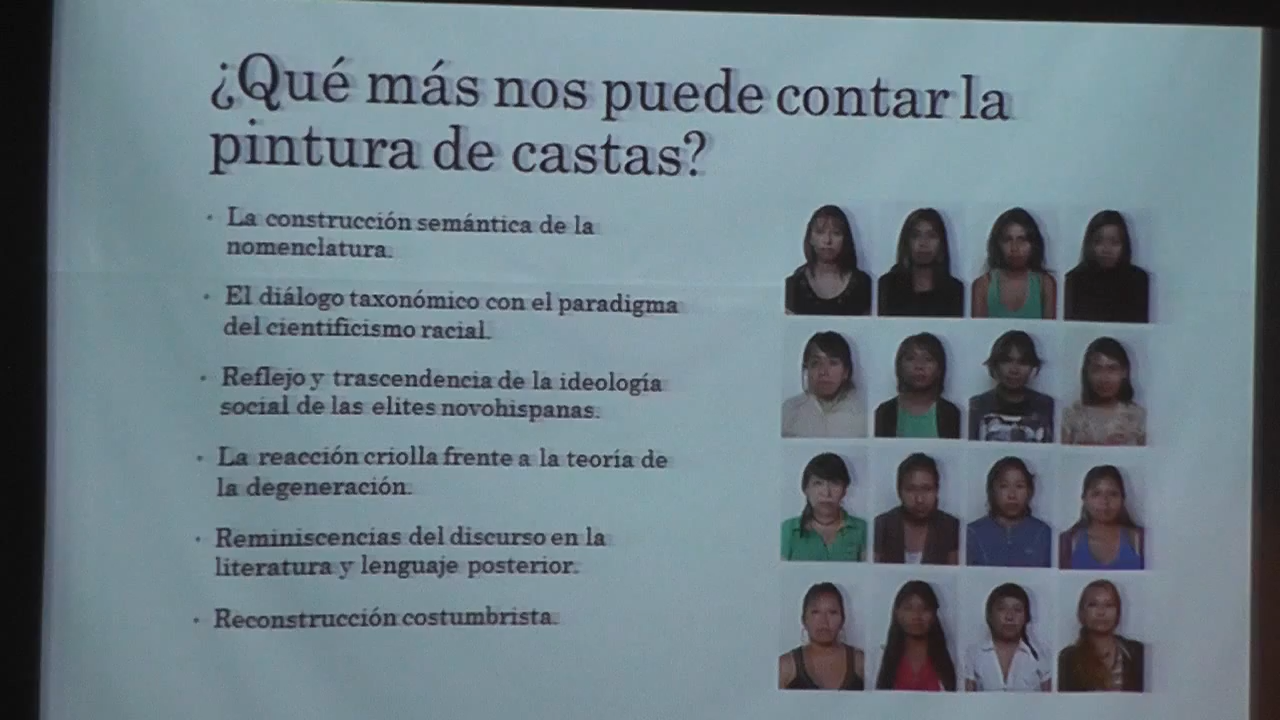 ¿Qué más nos puede contar la
pintura de castas?
• La construcción semántica de la
nomenclatura.
• El diálogo taxonómico con el paradigma
del cientificismo racial.
• Reflejo y trascendencia de la ideología
social de las elites novohispanas.
• La reacción criolla frente a la teoría de
la degeneración.
• Reminiscencias del discurso en la
literatura y lenguaje posterior.
• Reconstrucción costumbrista.